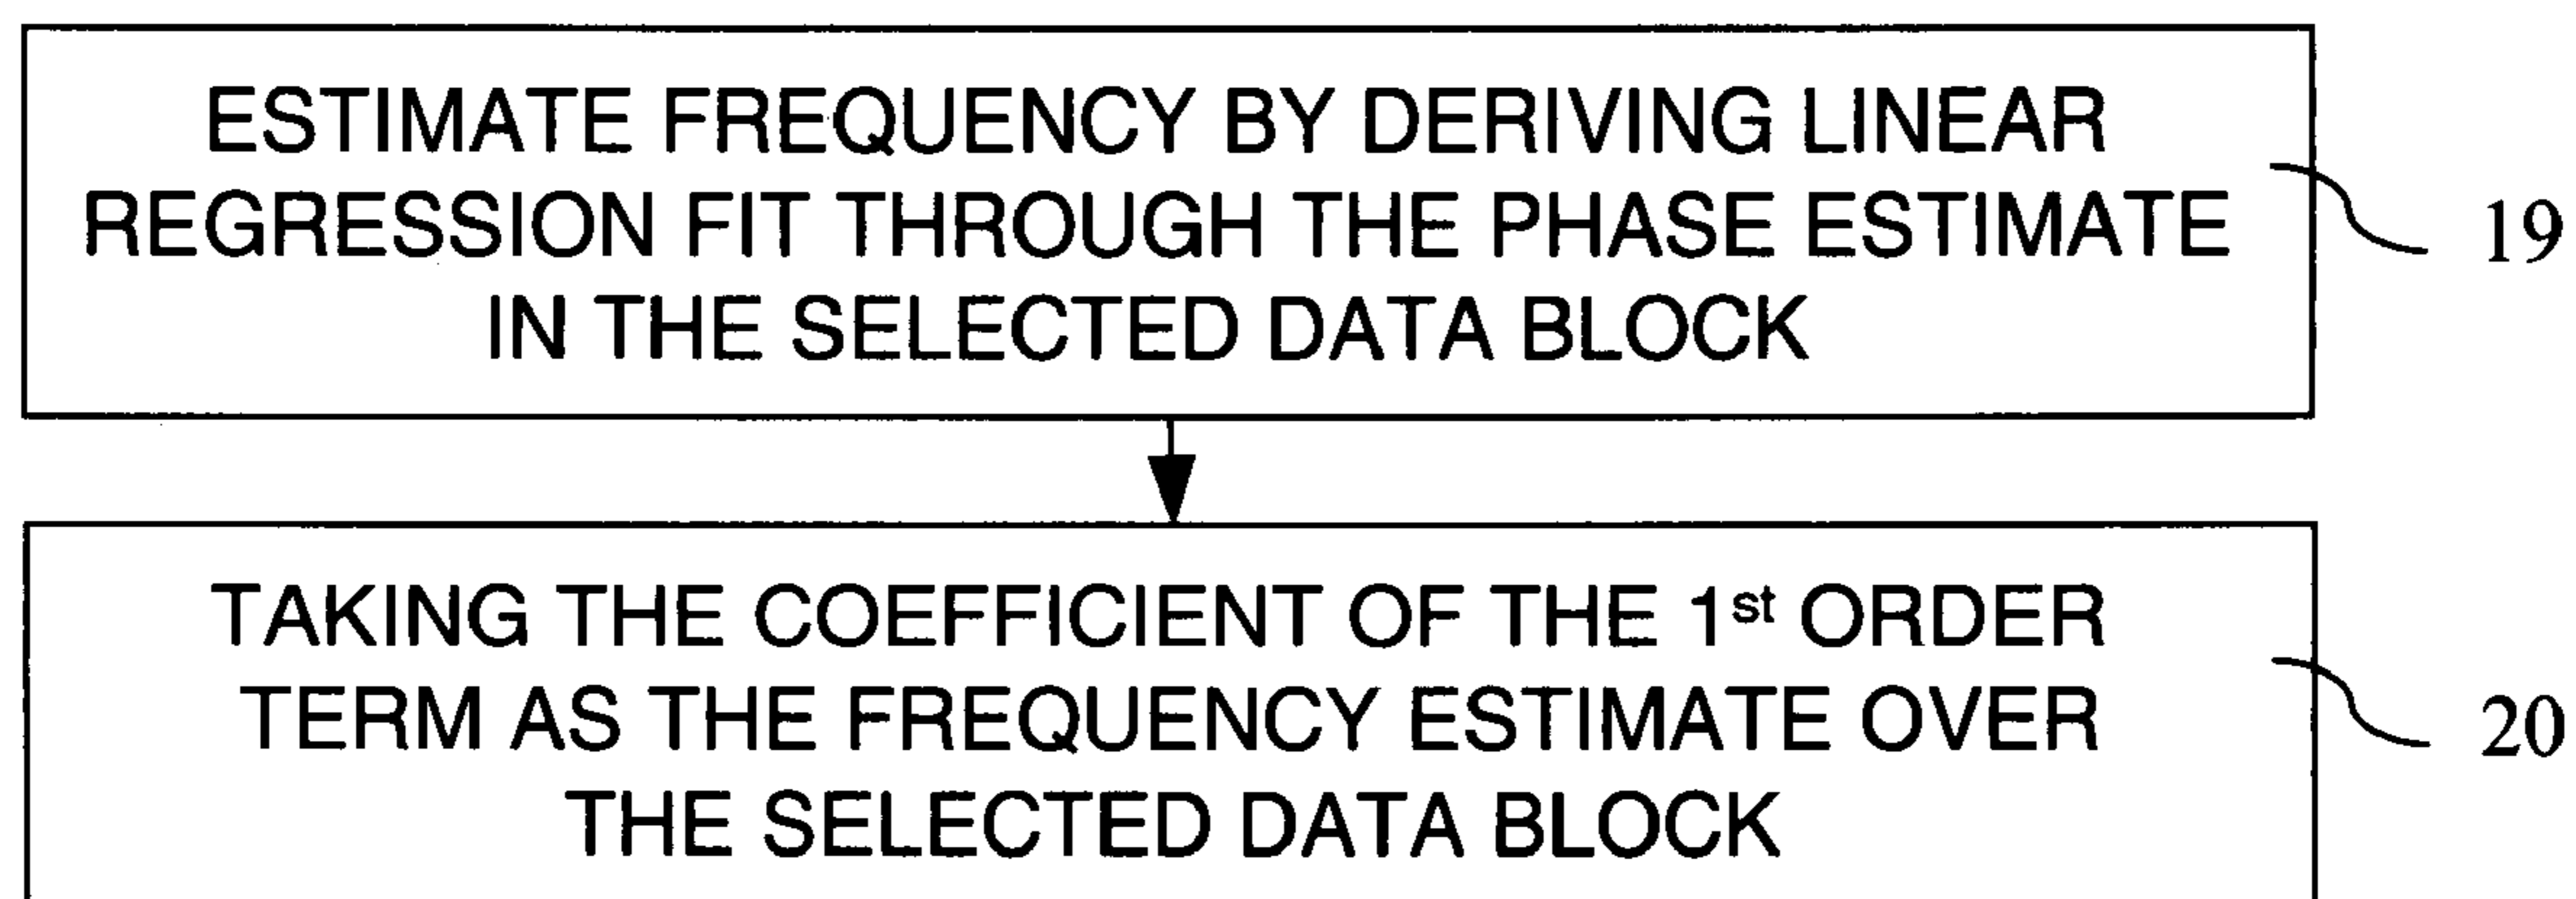 ESTIMATE FREQUENCY BY DERIVING LINEAR
REGRESSION FIT THROUGH THE PHASE ESTIMATE
IN THE SELECTED DATA BLOCK
19
TAKING THE COEFFICIENT OF THE 1st ORDER
TERM AS THE FREQUENCY ESTIMATE OVER
THE SELECTED DATA BLOCK
20